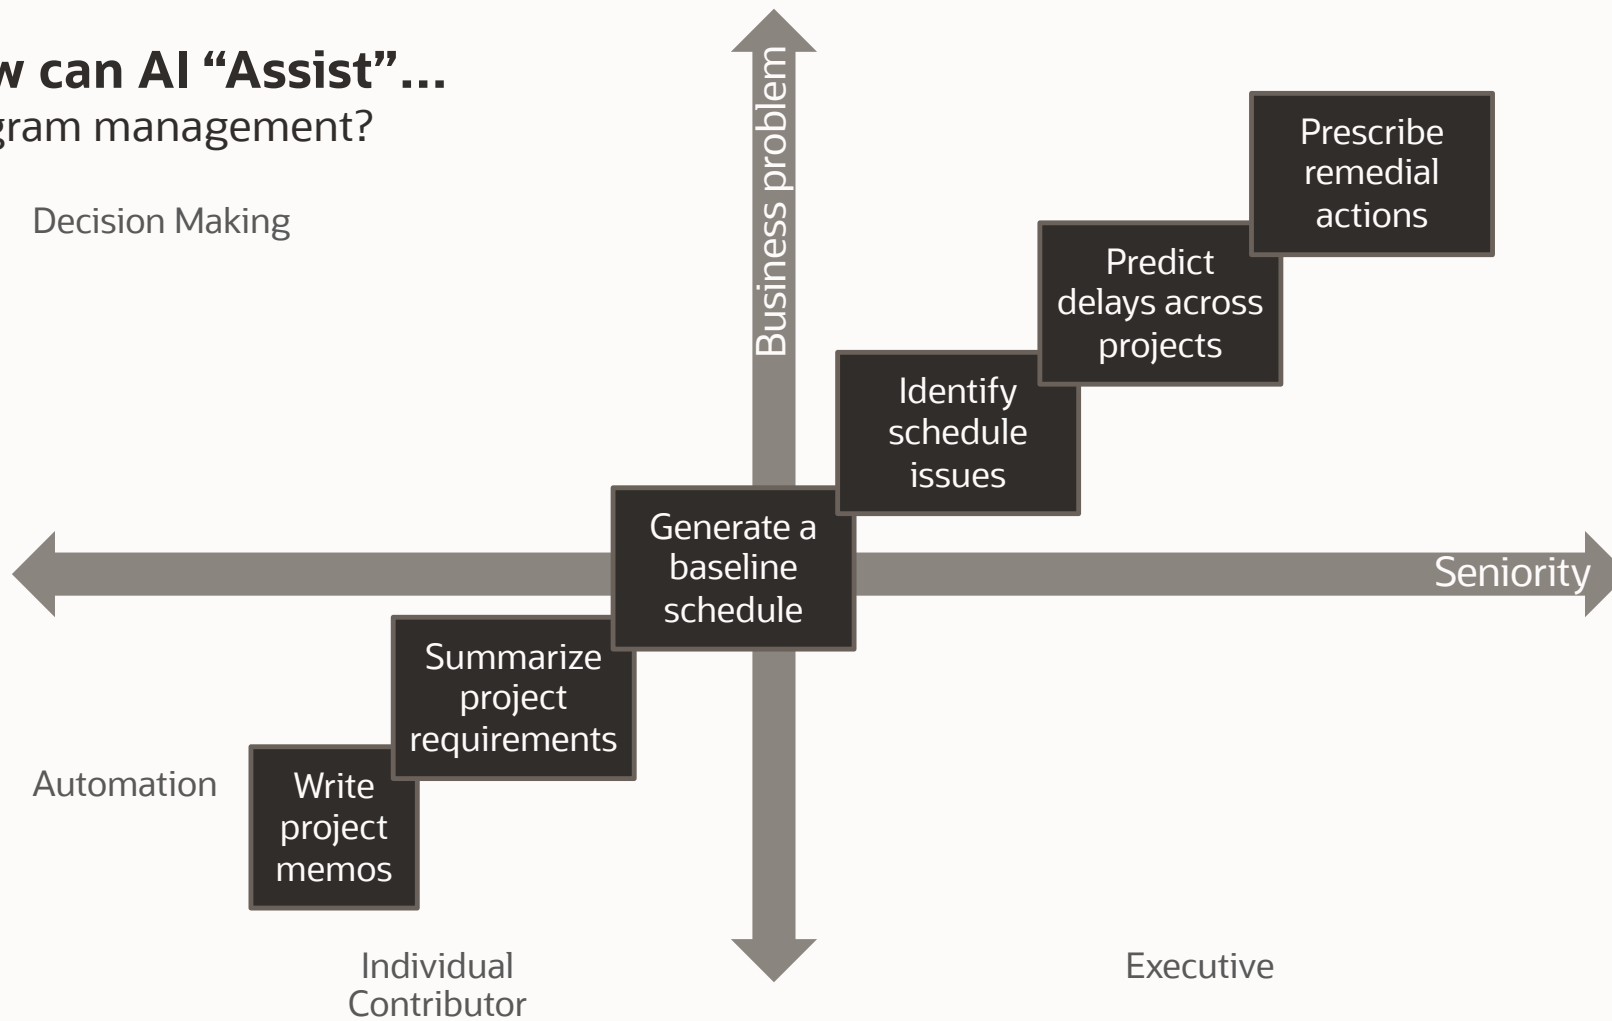 w can AI “Assist”...
gram management?
Decision Making
Business problem
Prescribe
remedial
actions
Predict
delays across
projects
Identify
schedule
issues
Generate a
baseline
schedule
Seniority
Summarize
project
requirements
Automation
Write
project
memos
Individual
Contributor
Executive